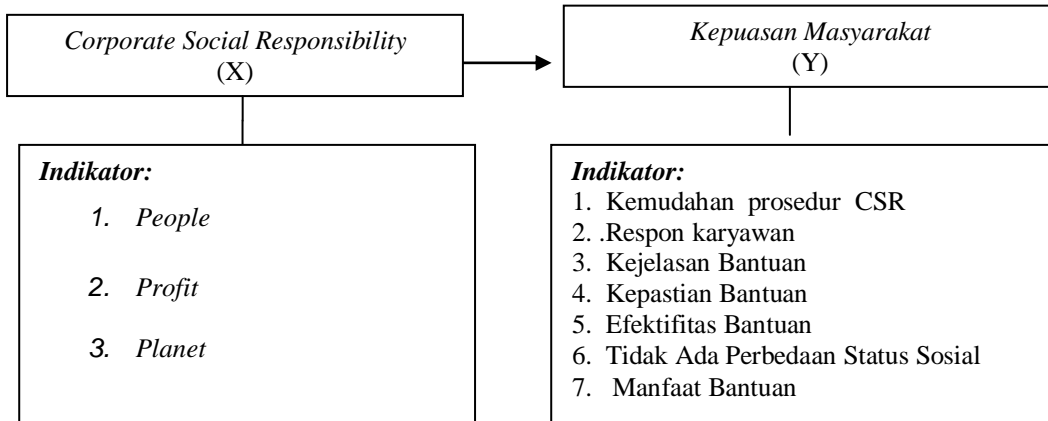 Corporate Social Responsibility
(X)
Kepuasan Masyarakat
(Y)
Indikator:
1. People
2. Profit
3. Planet
Indikator:
1. Kemudahan prosedur CSR
2. .Respon karyawan
3. Kejelasan Bantuan
4. Kepastian Bantuan
5. Efektifitas Bantuan
6. Tidak Ada Perbedaan Status Sosial
7. Manfaat Bantuan